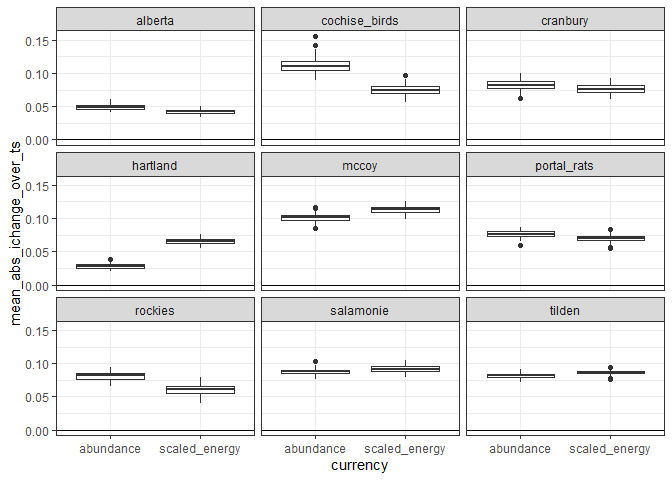 alberta
cochise_birds
cranbury
0.15
0.10
0.05
0.00
hartland
mccoy
portal_rats
0.15
0.10
0.05
0.00
rockies
salamonie
tilden
0.15
0.10
0.05
0.00
abundance
scaled_energy
abundance
scaled_energy
abundance
scaled_energy
currency
mean_abs_ichange_over_ts